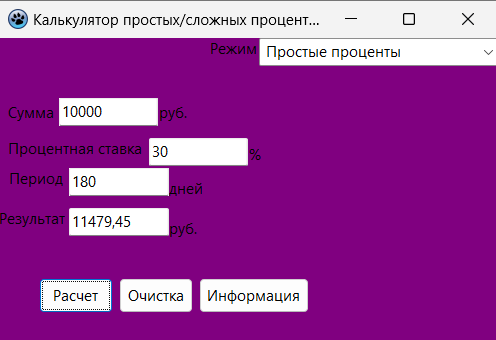 Калькулятор простых/сложных процент...
Режим Простые проценты
Сумма 10000 руб.
Процентная ставка 30 %
Период 180 дней
Результат 11479,45 руб.
Расчет Очистка Информация